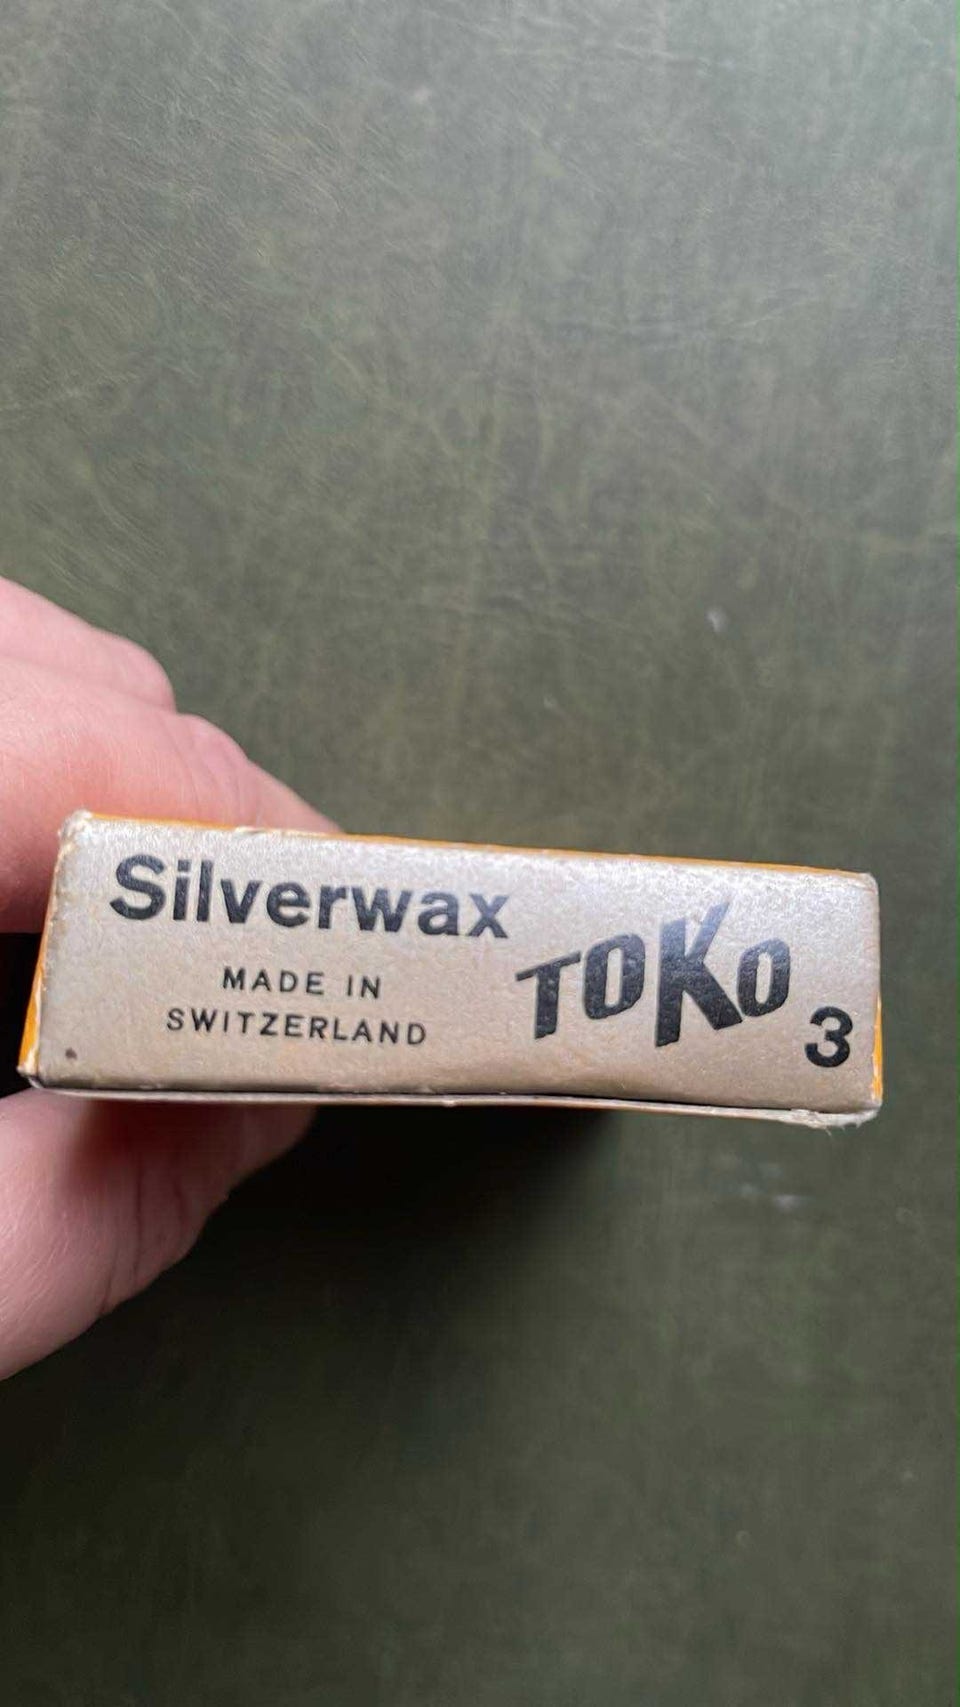 Silverwax
MADE IN
SWITZERLAND
TOKO 3